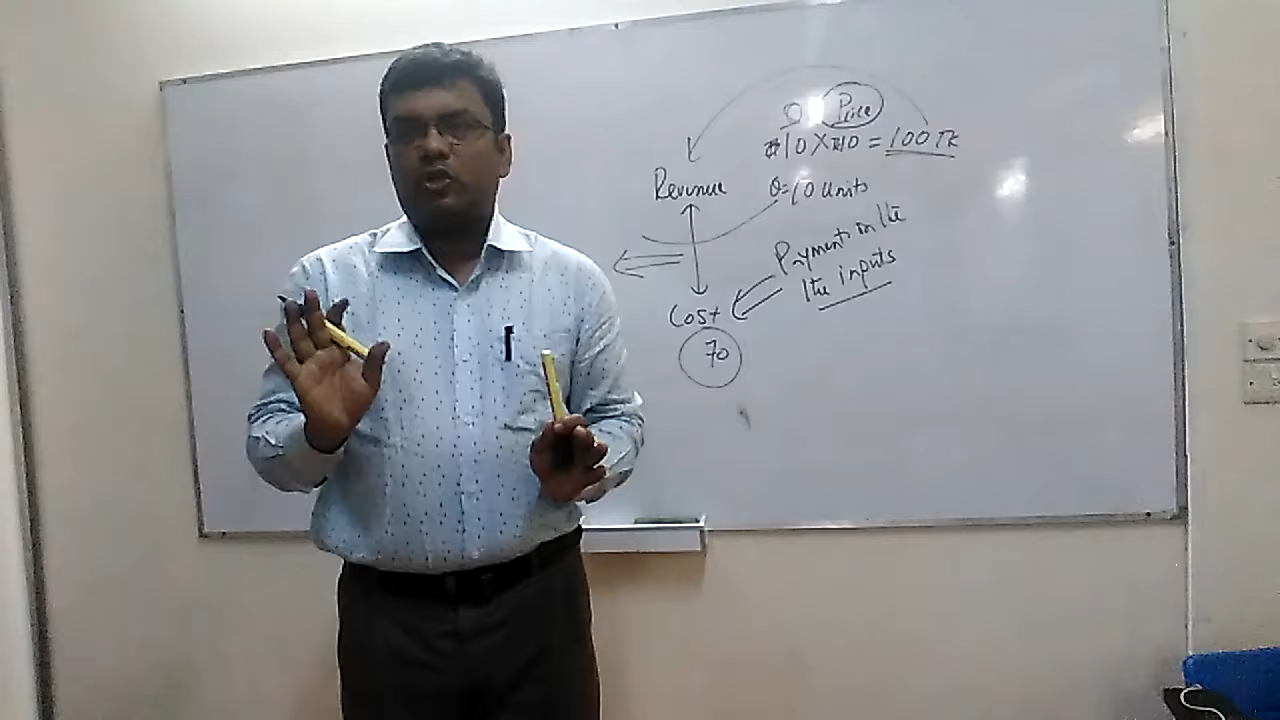 Q Price
10 X 10 = 100 TK
Revenue
Q=10 units
Payment on the
the inputs
Cost
70